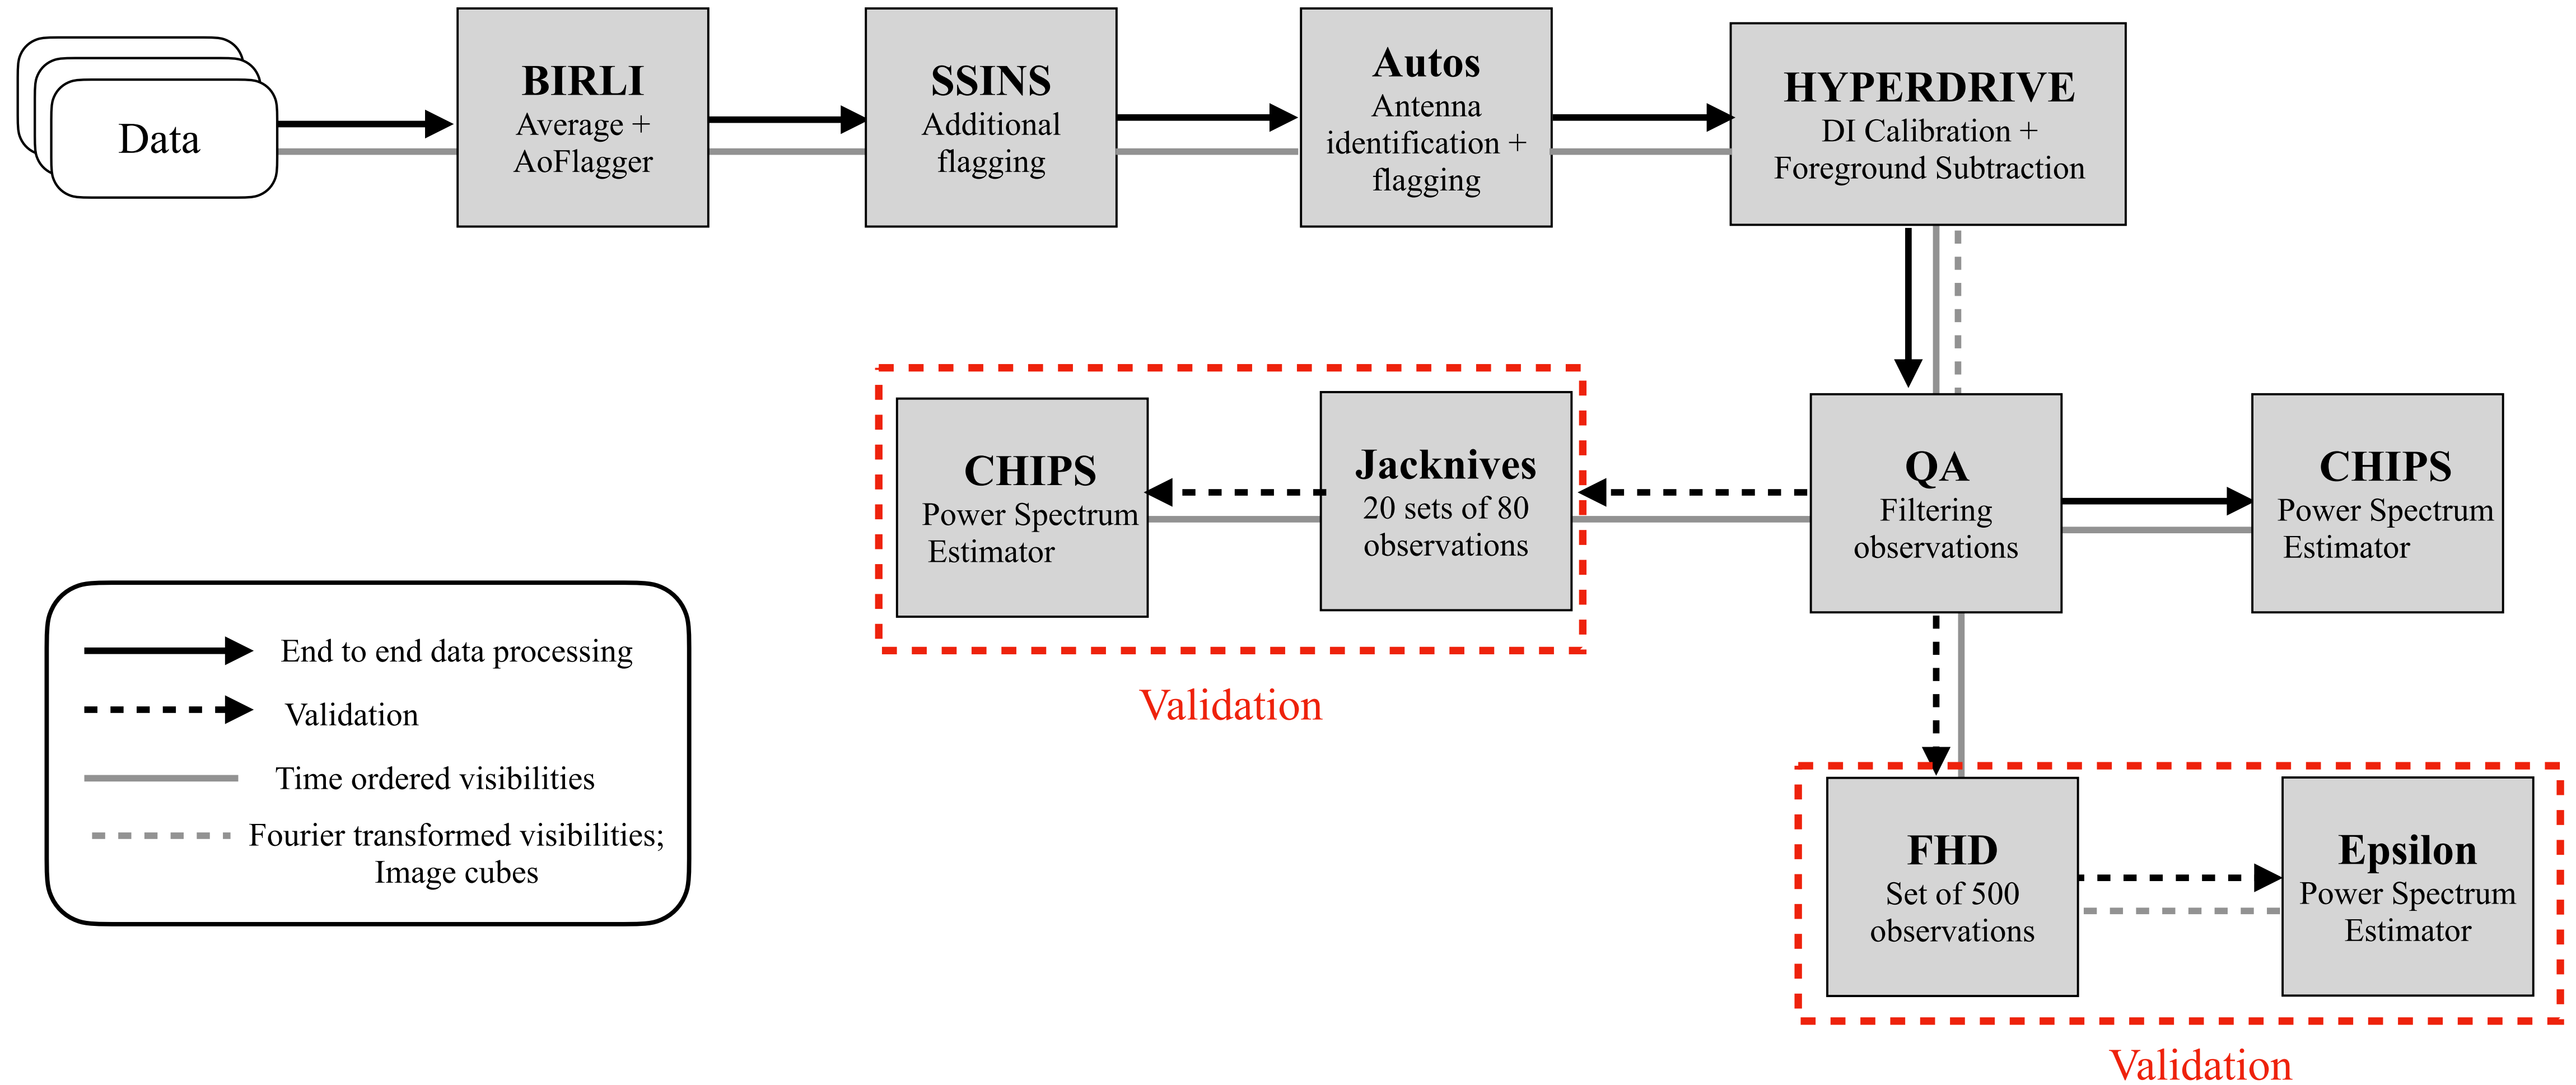 Data
BIRLI
Average +
AoFlagger
SSINS
Additional
flagging
Autos
Antenna
identification +
flagging
HYPERDRIVE
DI Calibration +
Foreground Subtraction
CHIPS
Power Spectrum
Estimator
Jacknives
20 sets of 80
observations
QA
Filtering
observations
CHIPS
Power Spectrum
Estimator
Validation
End to end data processing
Validation
Time ordered visibilities
Fourier transformed visibilities;
Image cubes
FHD
Set of 500
observations
Epsilon
Power Spectrum
Estimator
Validation